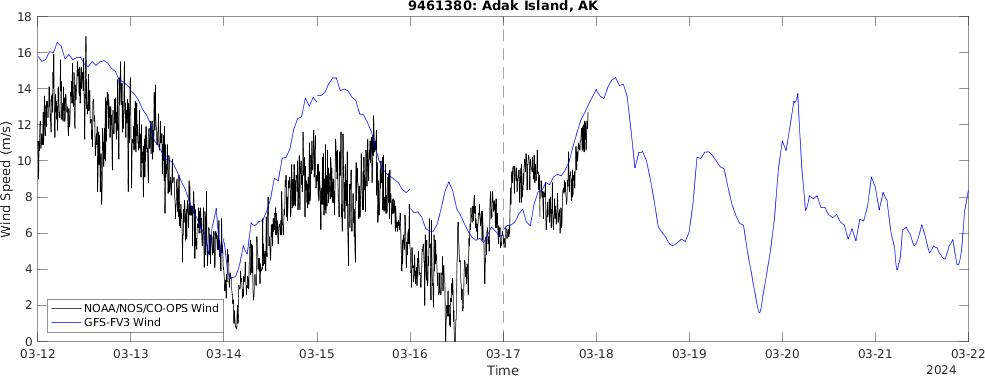 9461380: Adak Island, AK
Wind Speed (m/s)
18
16
14
12
10
8
6
4
2
0
NOAA/NOS/CO-OPS Wind
GFS-FV3 Wind
03-12 03-13 03-14 03-15 03-16 03-17 03-18 03-19 03-20 03-21 03-22
Time
2024